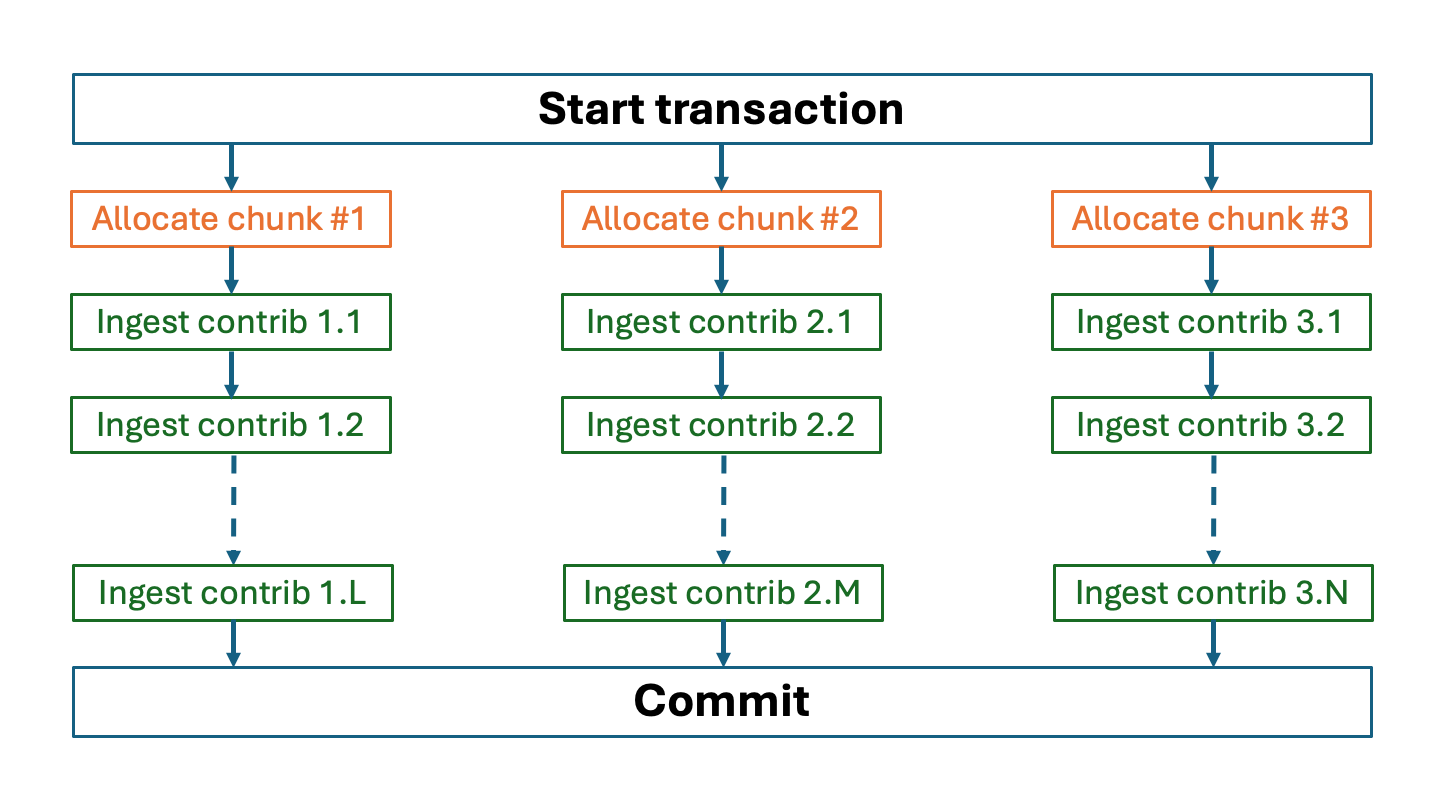 Start transaction
Allocate chunk #1
Allocate chunk #2
Allocate chunk #3
Ingest contrib 1.1
Ingest contrib 2.1
Ingest contrib 3.1
Ingest contrib 1.2
Ingest contrib 2.2
Ingest contrib 3.2
Ingest contrib 1.L
Ingest contrib 2.M
Ingest contrib 3.N
Commit